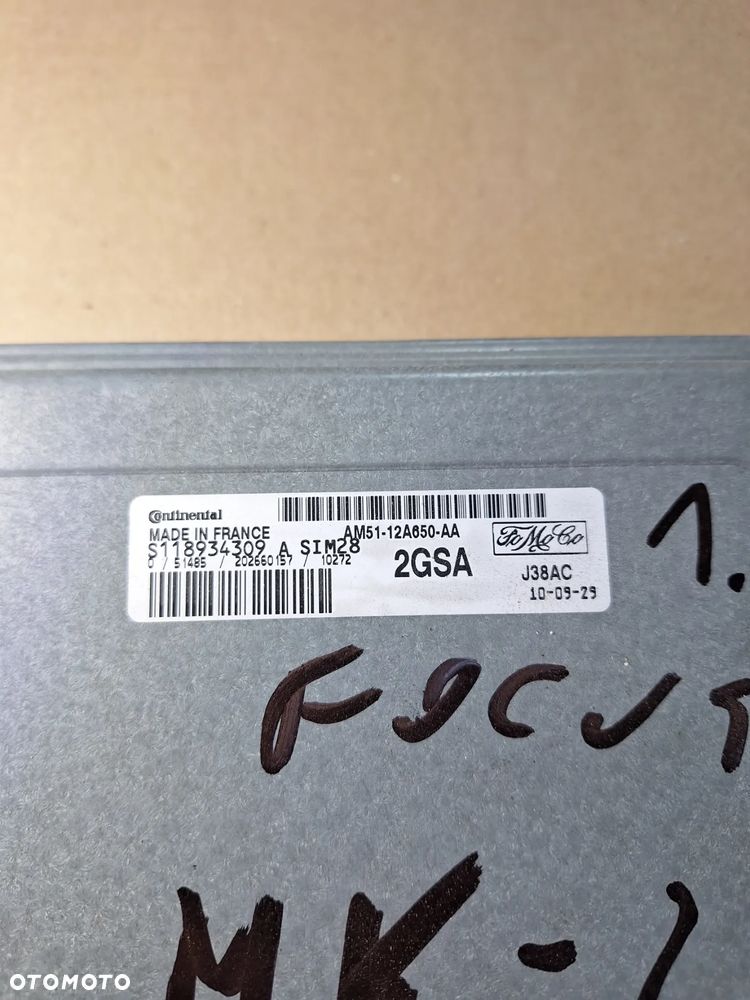 Continental
MADE IN FRANCE
AM51-12A650-AA
FoMoCo
S118934309 A SIM28
0 / 51485 / 202660157 / 10272
2GSA
J38AC
10-09-29
1.
FOCUS
MK-
OTOMOTO